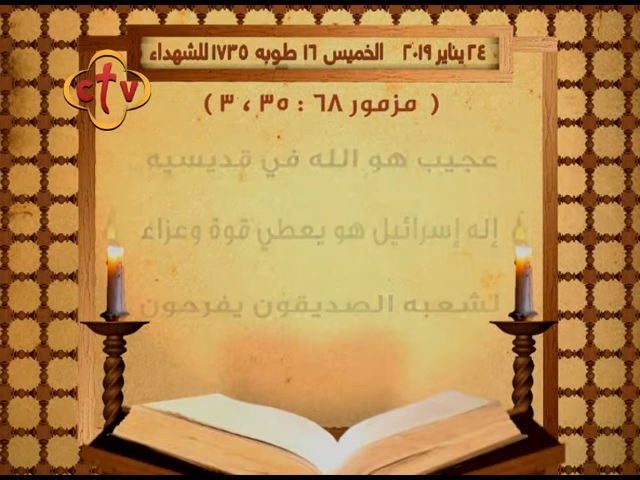 ٢٤ يناير ٢٠١٩ الخميس ١٦ طوبه ١٧٣٥ للشهداء
ctv
( مزمور ٦٨ : ٣٥ ، ٣ )
عجيب هو الله في قديسيه
إله إسرائيل هو يعطي قوة وعزاء
لشعبه الصديقون يفرحون